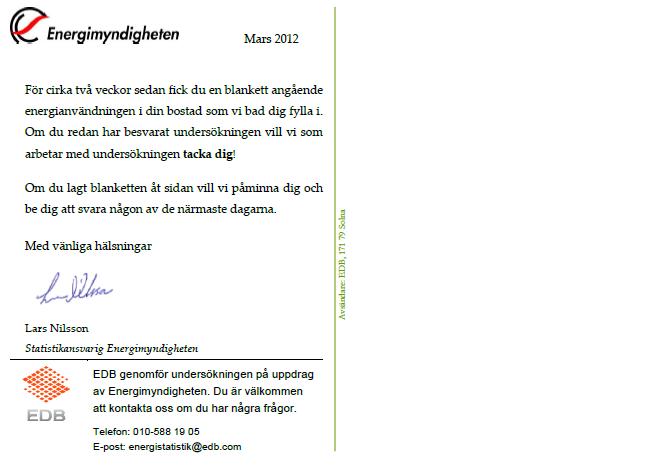 Energimyndigheten
Mars 2012
För cirka två veckor sedan fick du en blankett angående
energianvändningen i din bostad som vi bad dig fylla i.
Om du redan har besvarat undersökningen vill vi som
arbetar med undersökningen tacka dig!
Om du lagt blanketten åt sidan vill vi påminna dig och
be dig att svara någon av de närmaste dagarna.
Med vänliga hälsningar
Lars Nilsson
Statistikansvarig Energimyndigheten
EDB
EDB genomför undersökningen på uppdrag
av Energimyndigheten. Du är välkommen
att kontakta oss om du har några frågor.
Telefon: 010-588 19 05
E-post: energistatistik@edb.com
Avsändare: EDB, 171 79 Solna